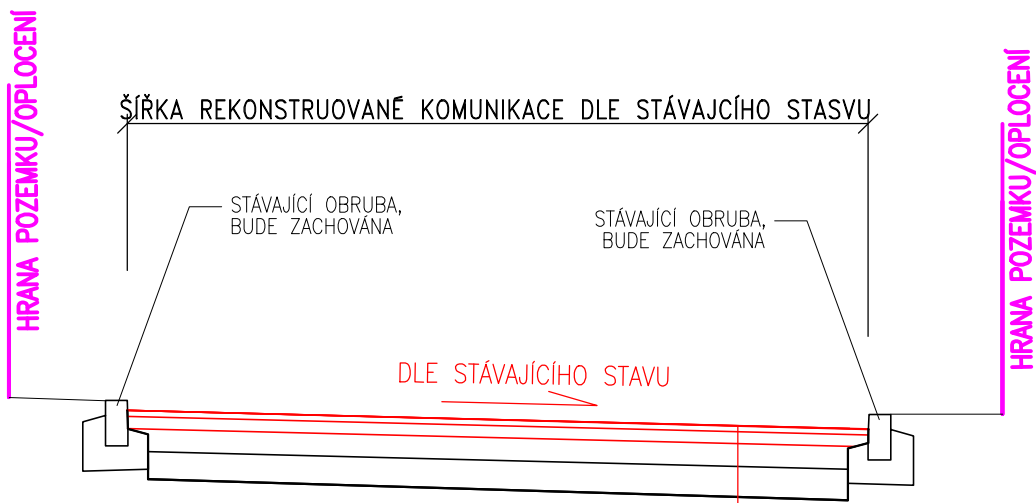 HRANA POZEMKU/OPLOCENÍ
ŠÍŘKA REKONSTRUOVANÉ KOMUNIKACE DLE STÁVAJCÍHO STASVU
HRANA POZEMKU/OPLOCENÍ
STÁVAJÍCÍ OBRUBA,
BUDE ZACHOVÁNA
STÁVAJÍCÍ OBRUBA,
BUDE ZACHOVÁNA
DLE STÁVAJÍCÍHO STAVU